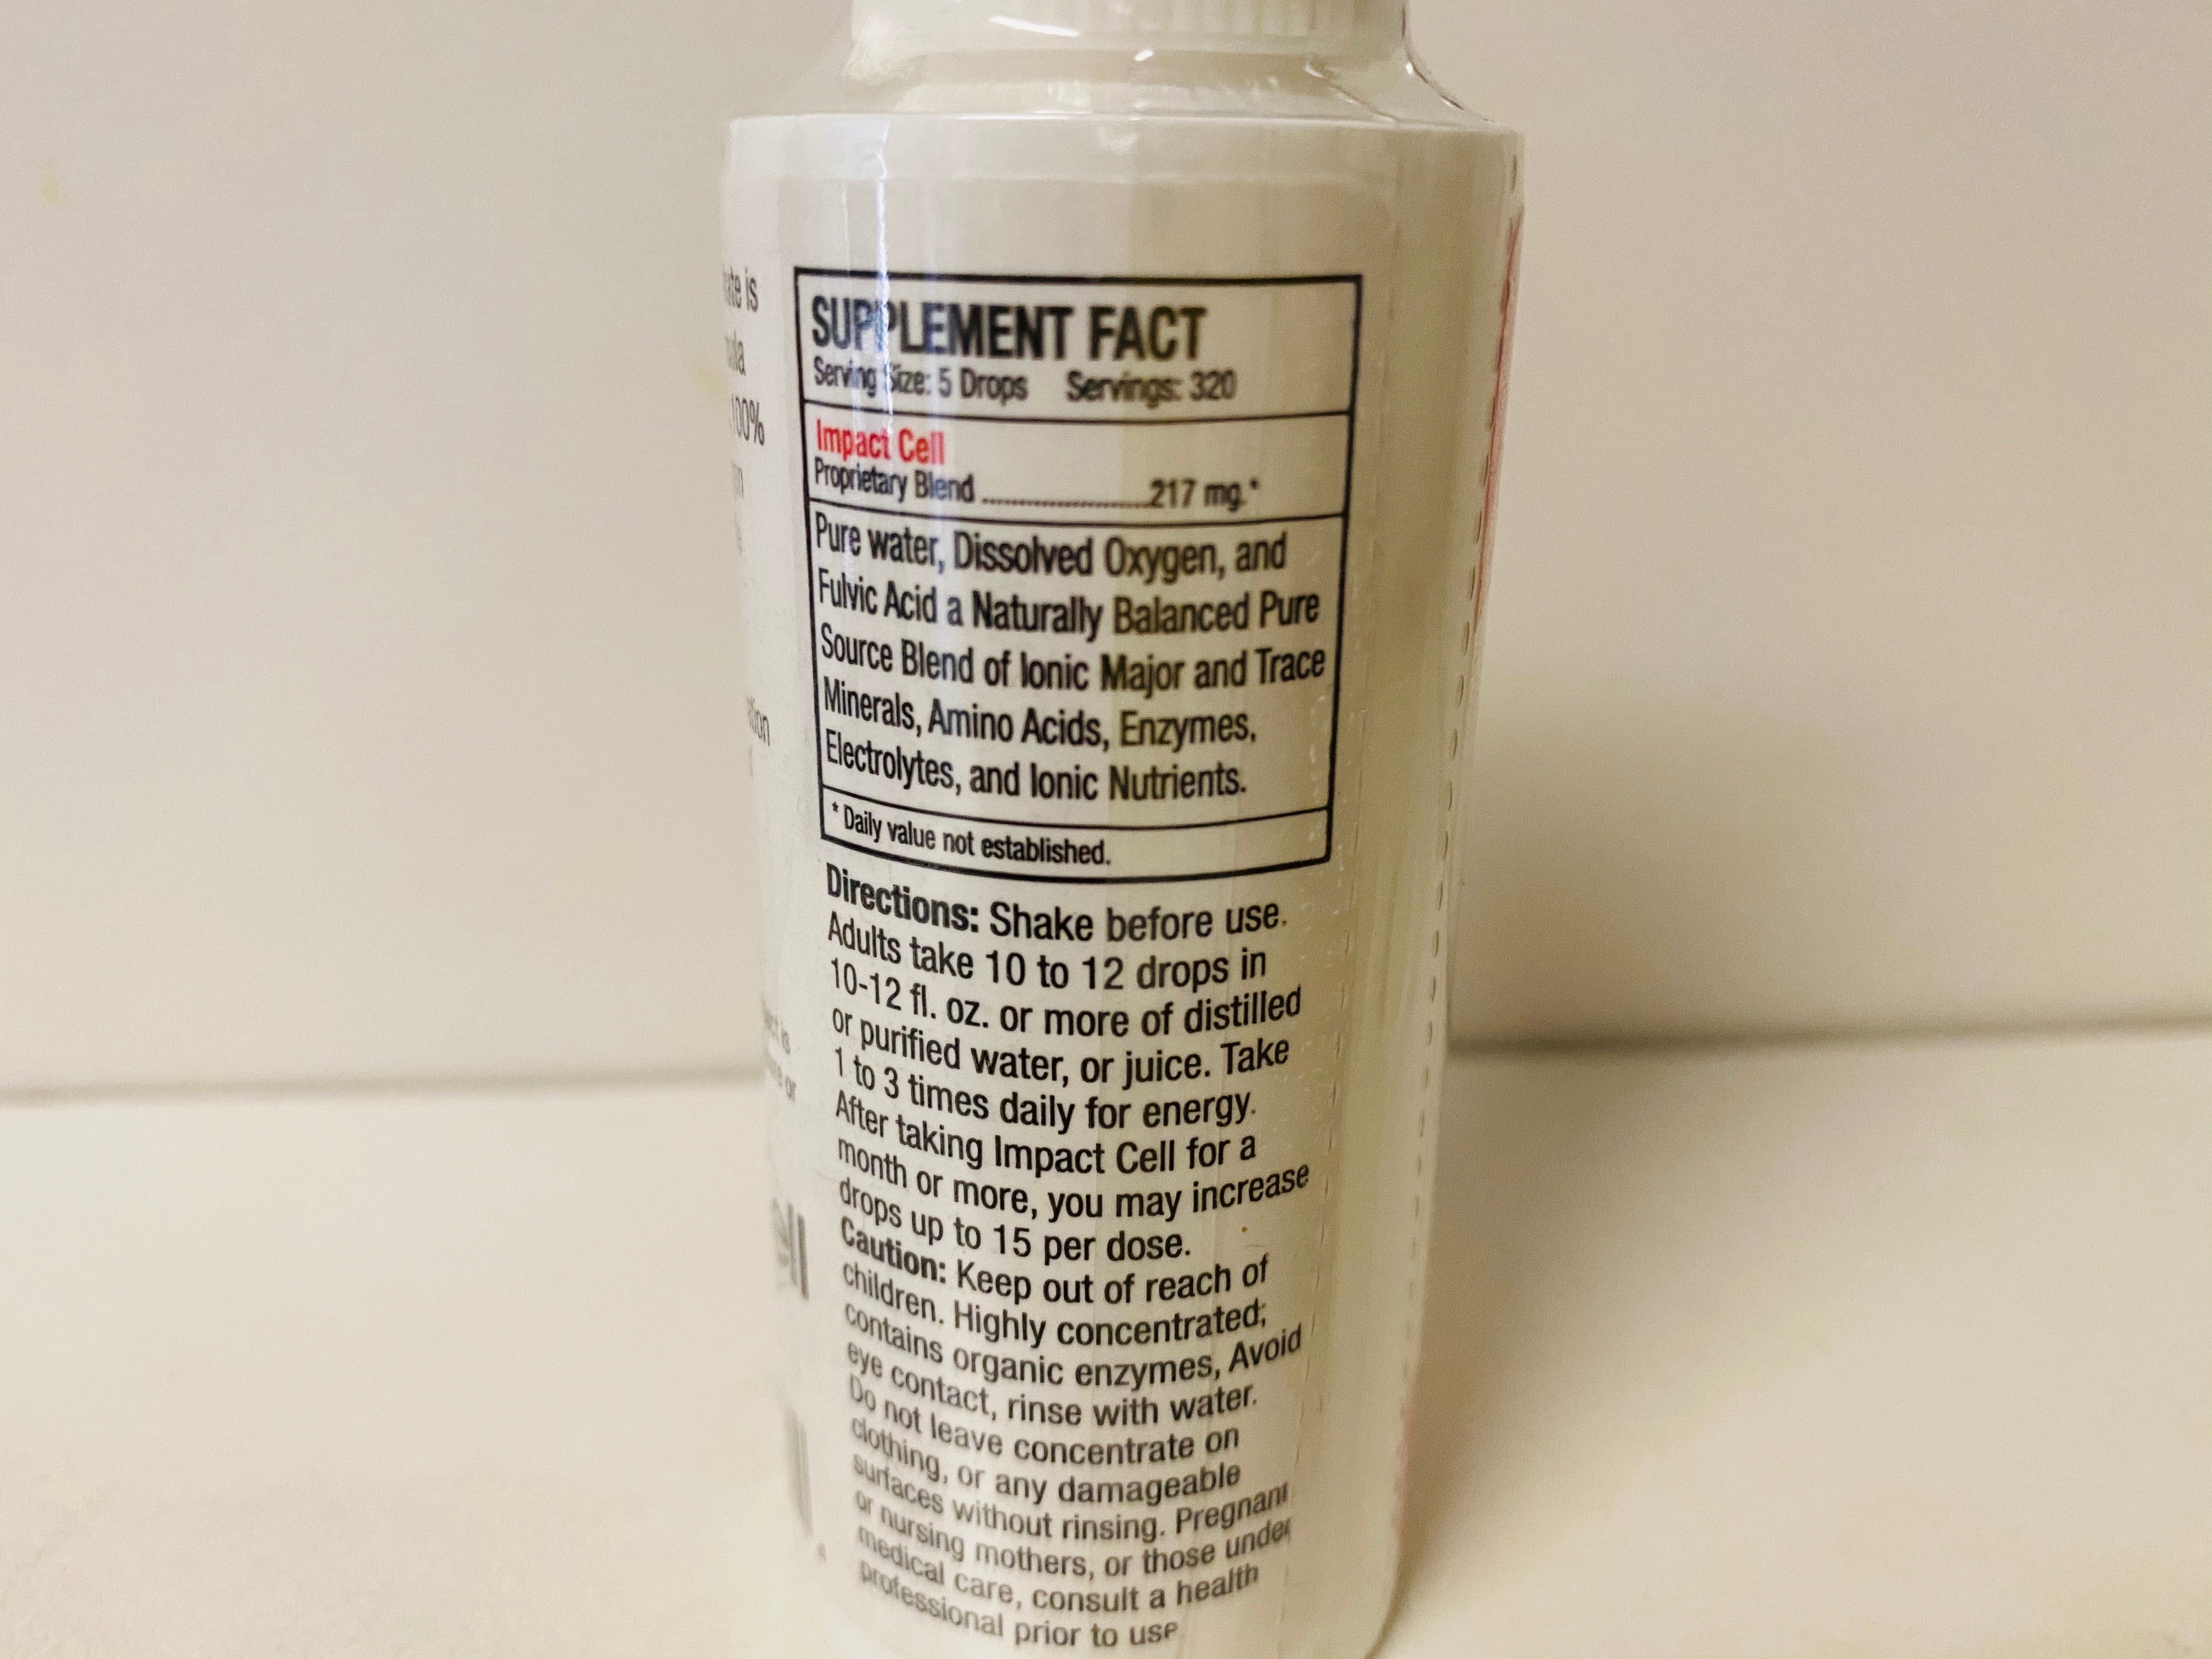 SUPPLEMENT FACT
Serving Size: 5 Drops Servings: 320
Impact Cell
Proprietary Blend ........................217 mg.*
Pure water, Dissolved Oxygen, and
Fulvic Acid a Naturally Balanced Pure
Source Blend of Ionic Major and Trace
Minerals, Amino Acids, Enzymes,
Electrolytes, and Ionic Nutrients.
* Daily value not established.
Directions: Shake before use.
Adults take 10 to 12 drops in
10-12 fl. oz. or more of distilled
or purified water, or juice. Take
1 to 3 times daily for energy.
After taking Impact Cell for a
month or more, you may increase
drops up to 15 per dose.
Caution: Keep out of reach of
children. Highly concentrated;
contains organic enzymes, Avoid
eye contact, rinse with water.
Do not leave concentrate on
clothing, or any damageable
surfaces without rinsing. Pregnant
or nursing mothers, or those under
medical care, consult a health
professional prior to use
is
100%
or